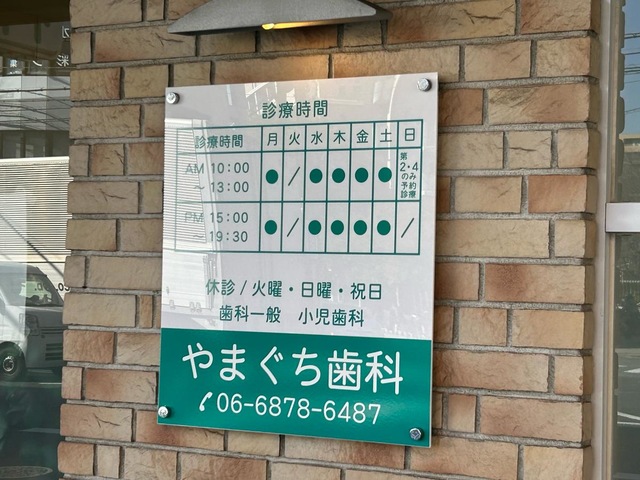 診療時間
診療時間 月 火 水 木 金 土 日
AM 10:00 ～ 13:00 ● / ● ● ● ● 第2・4のみ予約診療
PM 15:00 19:30 ● / ● ● ● ● /
休診/火曜・日曜・祝日
歯科一般 小児歯科
やまぐち歯科
06-6878-6487